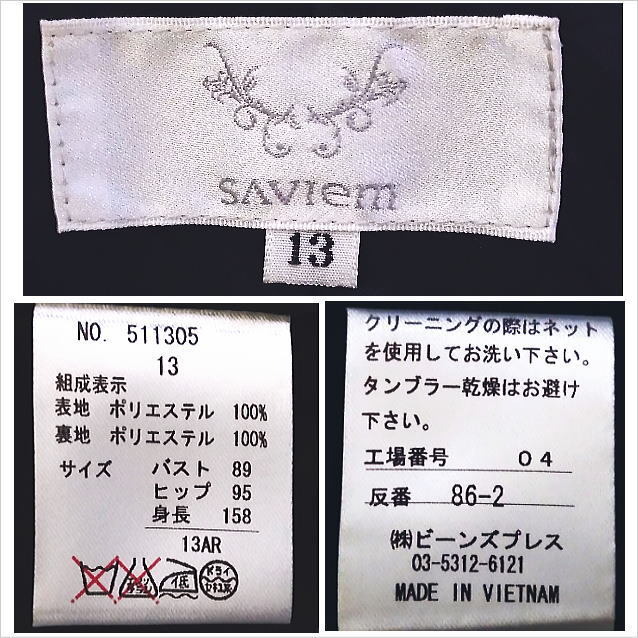 SAVIEM
13
NO. 511305
13
組成表示
表地 ポリエステル 100%
裏地 ポリエステル 100%
サイズ バスト 89
ヒップ 95
身長 158
13AR
低
ドライ
クリーニングの際はネット
を使用してお洗い下さい。
タンブラー乾燥はお避け
下さい。
工場番号 04
反番 86-2
㈱ビーンズプレス
03-5312-6121
MADE IN VIETNAM